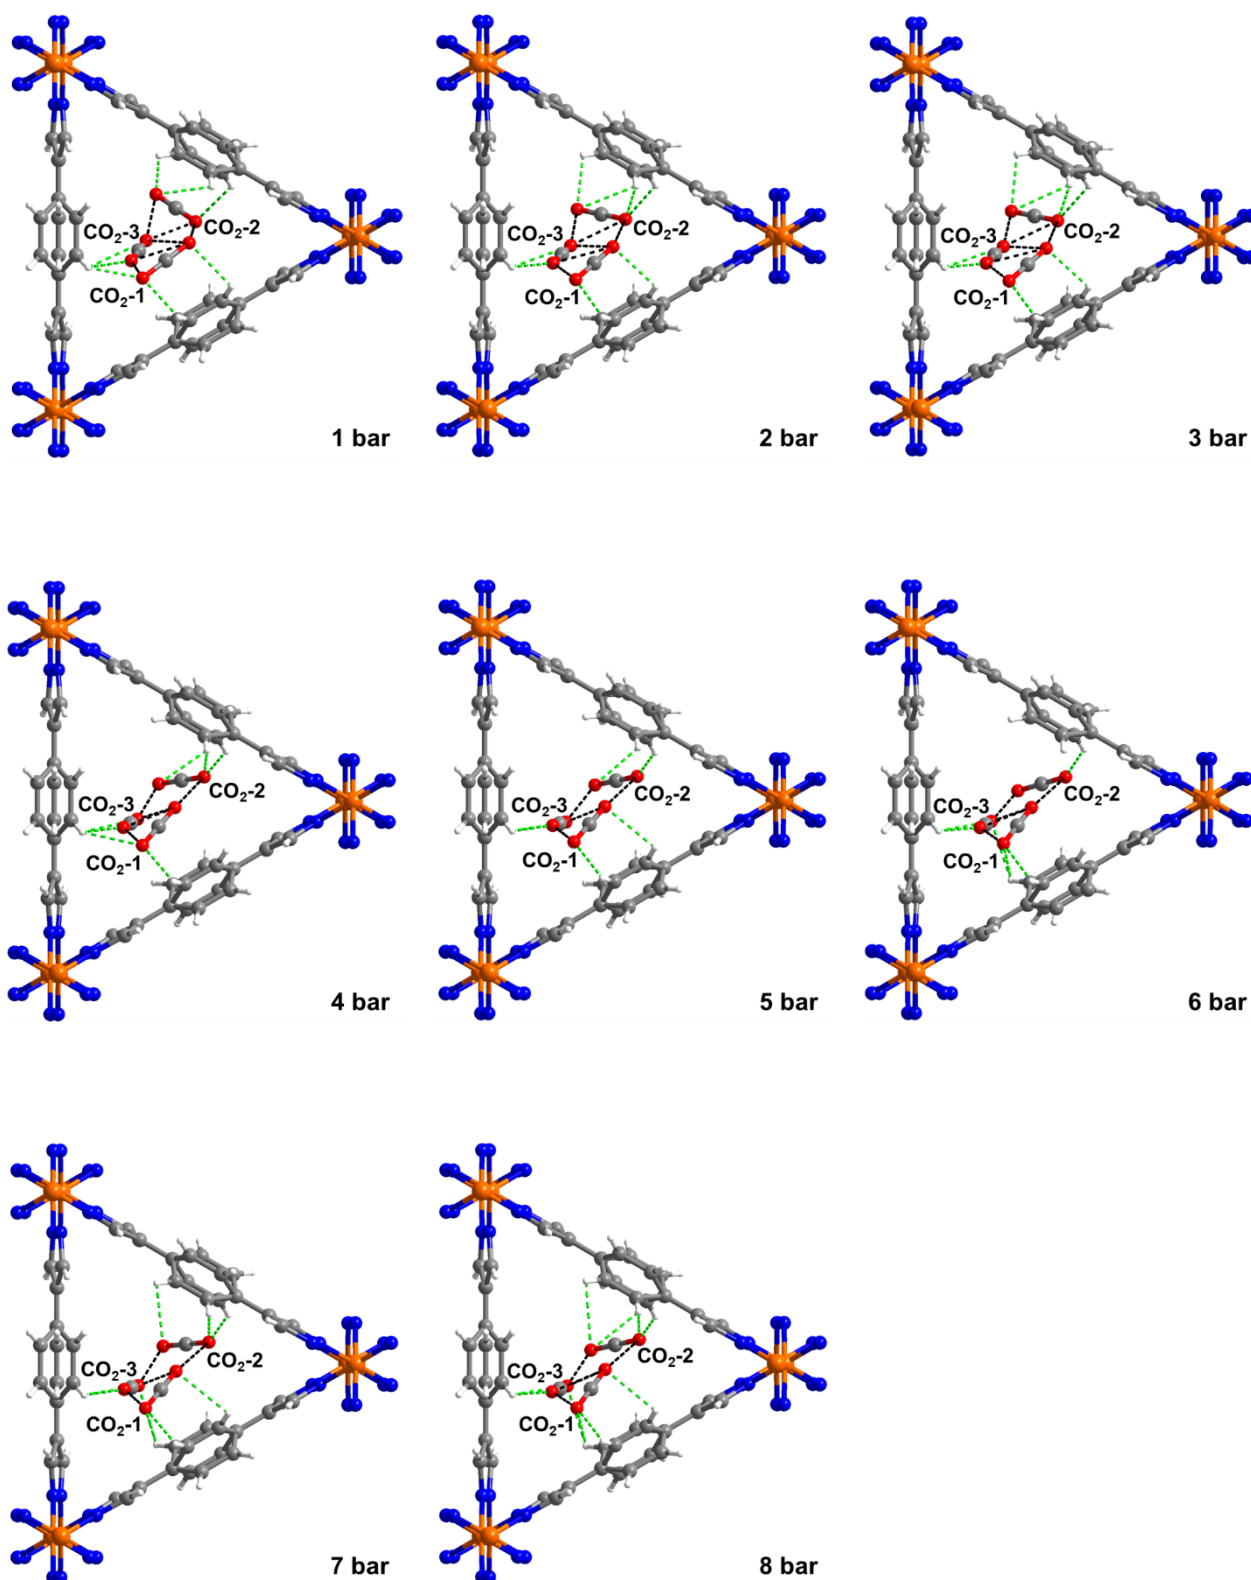 CO₂-3
CO₂-2
CO₂-1
1 bar
CO₂-3
CO₂-2
CO₂-1
2 bar
CO₂-3
CO₂-2
CO₂-1
3 bar
CO₂-3
CO₂-2
CO₂-1
4 bar
CO₂-3
CO₂-2
CO₂-1
5 bar
CO₂-3
CO₂-2
CO₂-1
6 bar
CO₂-3
CO₂-2
CO₂-1
7 bar
CO₂-3
CO₂-2
CO₂-1
8 bar